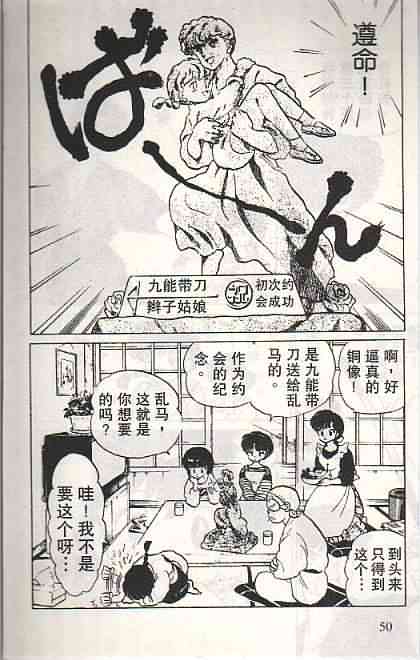 遵命！
ばーん
九能带刀
辫子姑娘
初次约
会成功
啊，好
逼真的
铜像！
是九能带
刀送给乱
马的。
作为约
会的纪
念。
乱马，
这就是
你想要
的吗？
哇！我不是
要这个呀…
到头来
只得到
这个…
50